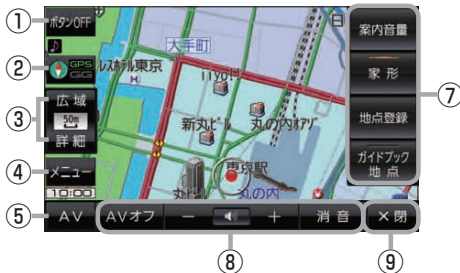 ①
ボタンOFF
大手町
案内音量
②
GPS
GG
レスホテル東京
家形
⑦
③
広域
50m
詳細
新丸ビル
丸の内オアゾ
地点登録
④
メニュー
東京駅
ガイドブック
地点
10:00
丸ビル
丸の内
⑤
AV
AVオフ
－
＋
消音
×閉
⑧
⑨